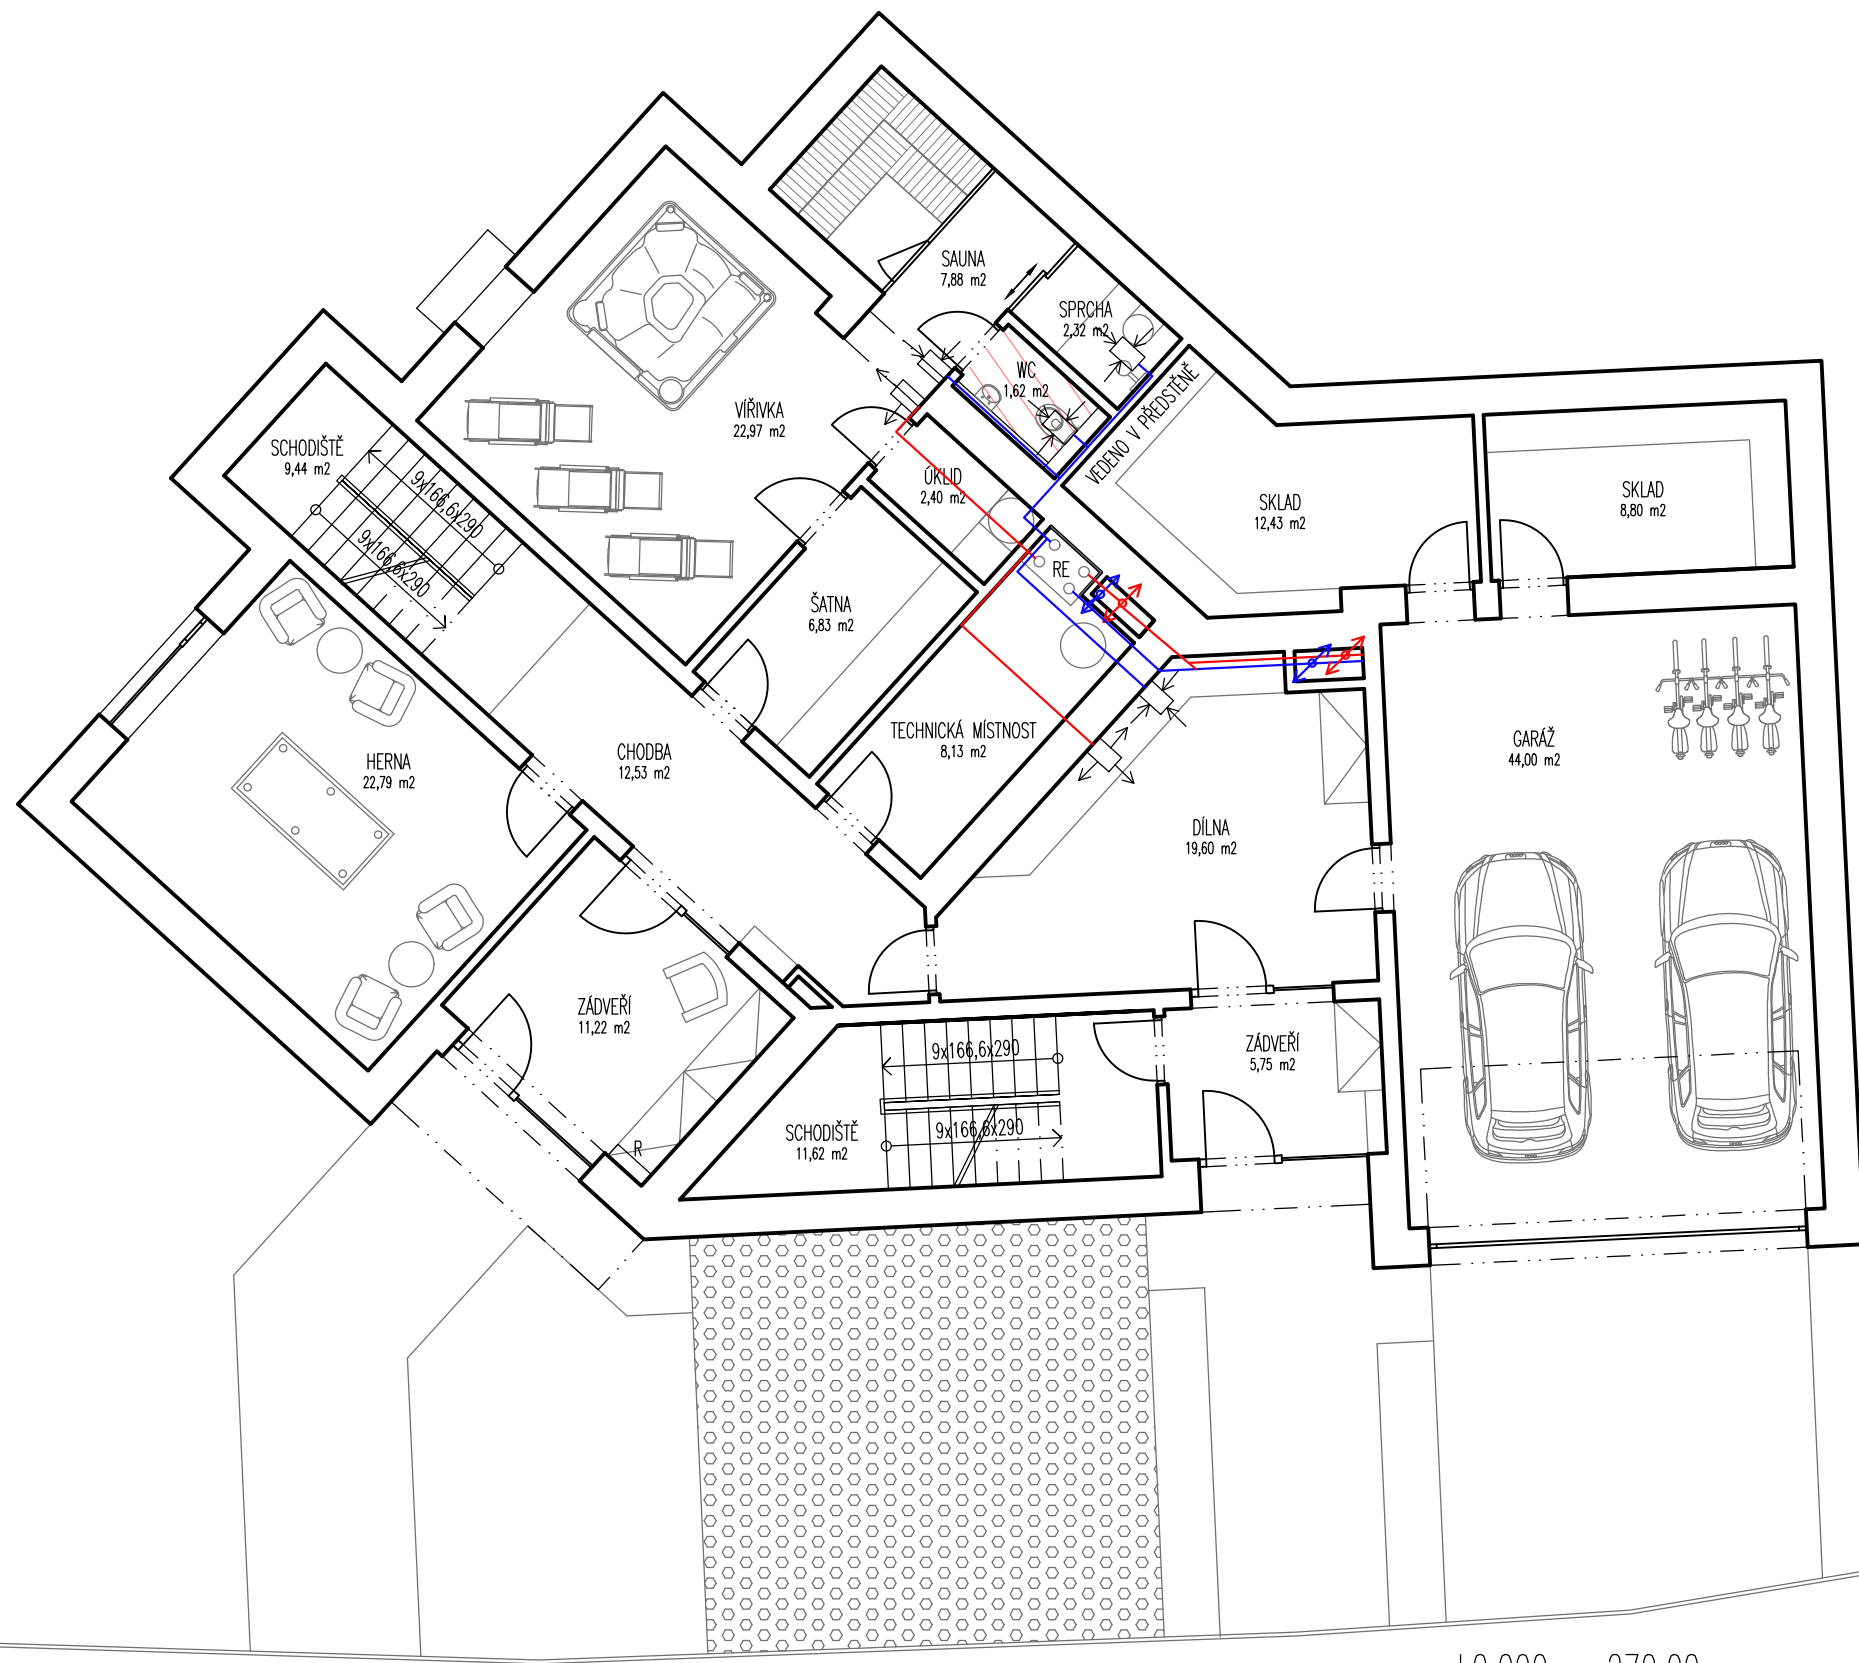 SAUNA
7,88 m2
SPRCHA
2,32 m2
WC
1,62 m2
VEDENO V PŘEDSTĚNĚ
VÍŘIVKA
22,97 m2
SCHODIŠTĚ
9,44 m2
9x166,6x290
9x166,6x290
ÚKLID
2,40 m2
SKLAD
12,43 m2
SKLAD
8,80 m2
RE
ŠATNA
6,83 m2
TECHNICKÁ MÍSTNOST
8,13 m2
CHODBA
12,53 m2
HERNA
22,79 m2
GARÁŽ
44,00 m2
DÍLNA
19,60 m2
ZÁDVEŘÍ
11,22 m2
ZÁDVEŘÍ
5,75 m2
9x166,6x290
9x166,6x290
SCHODIŠTĚ
11,62 m2
R